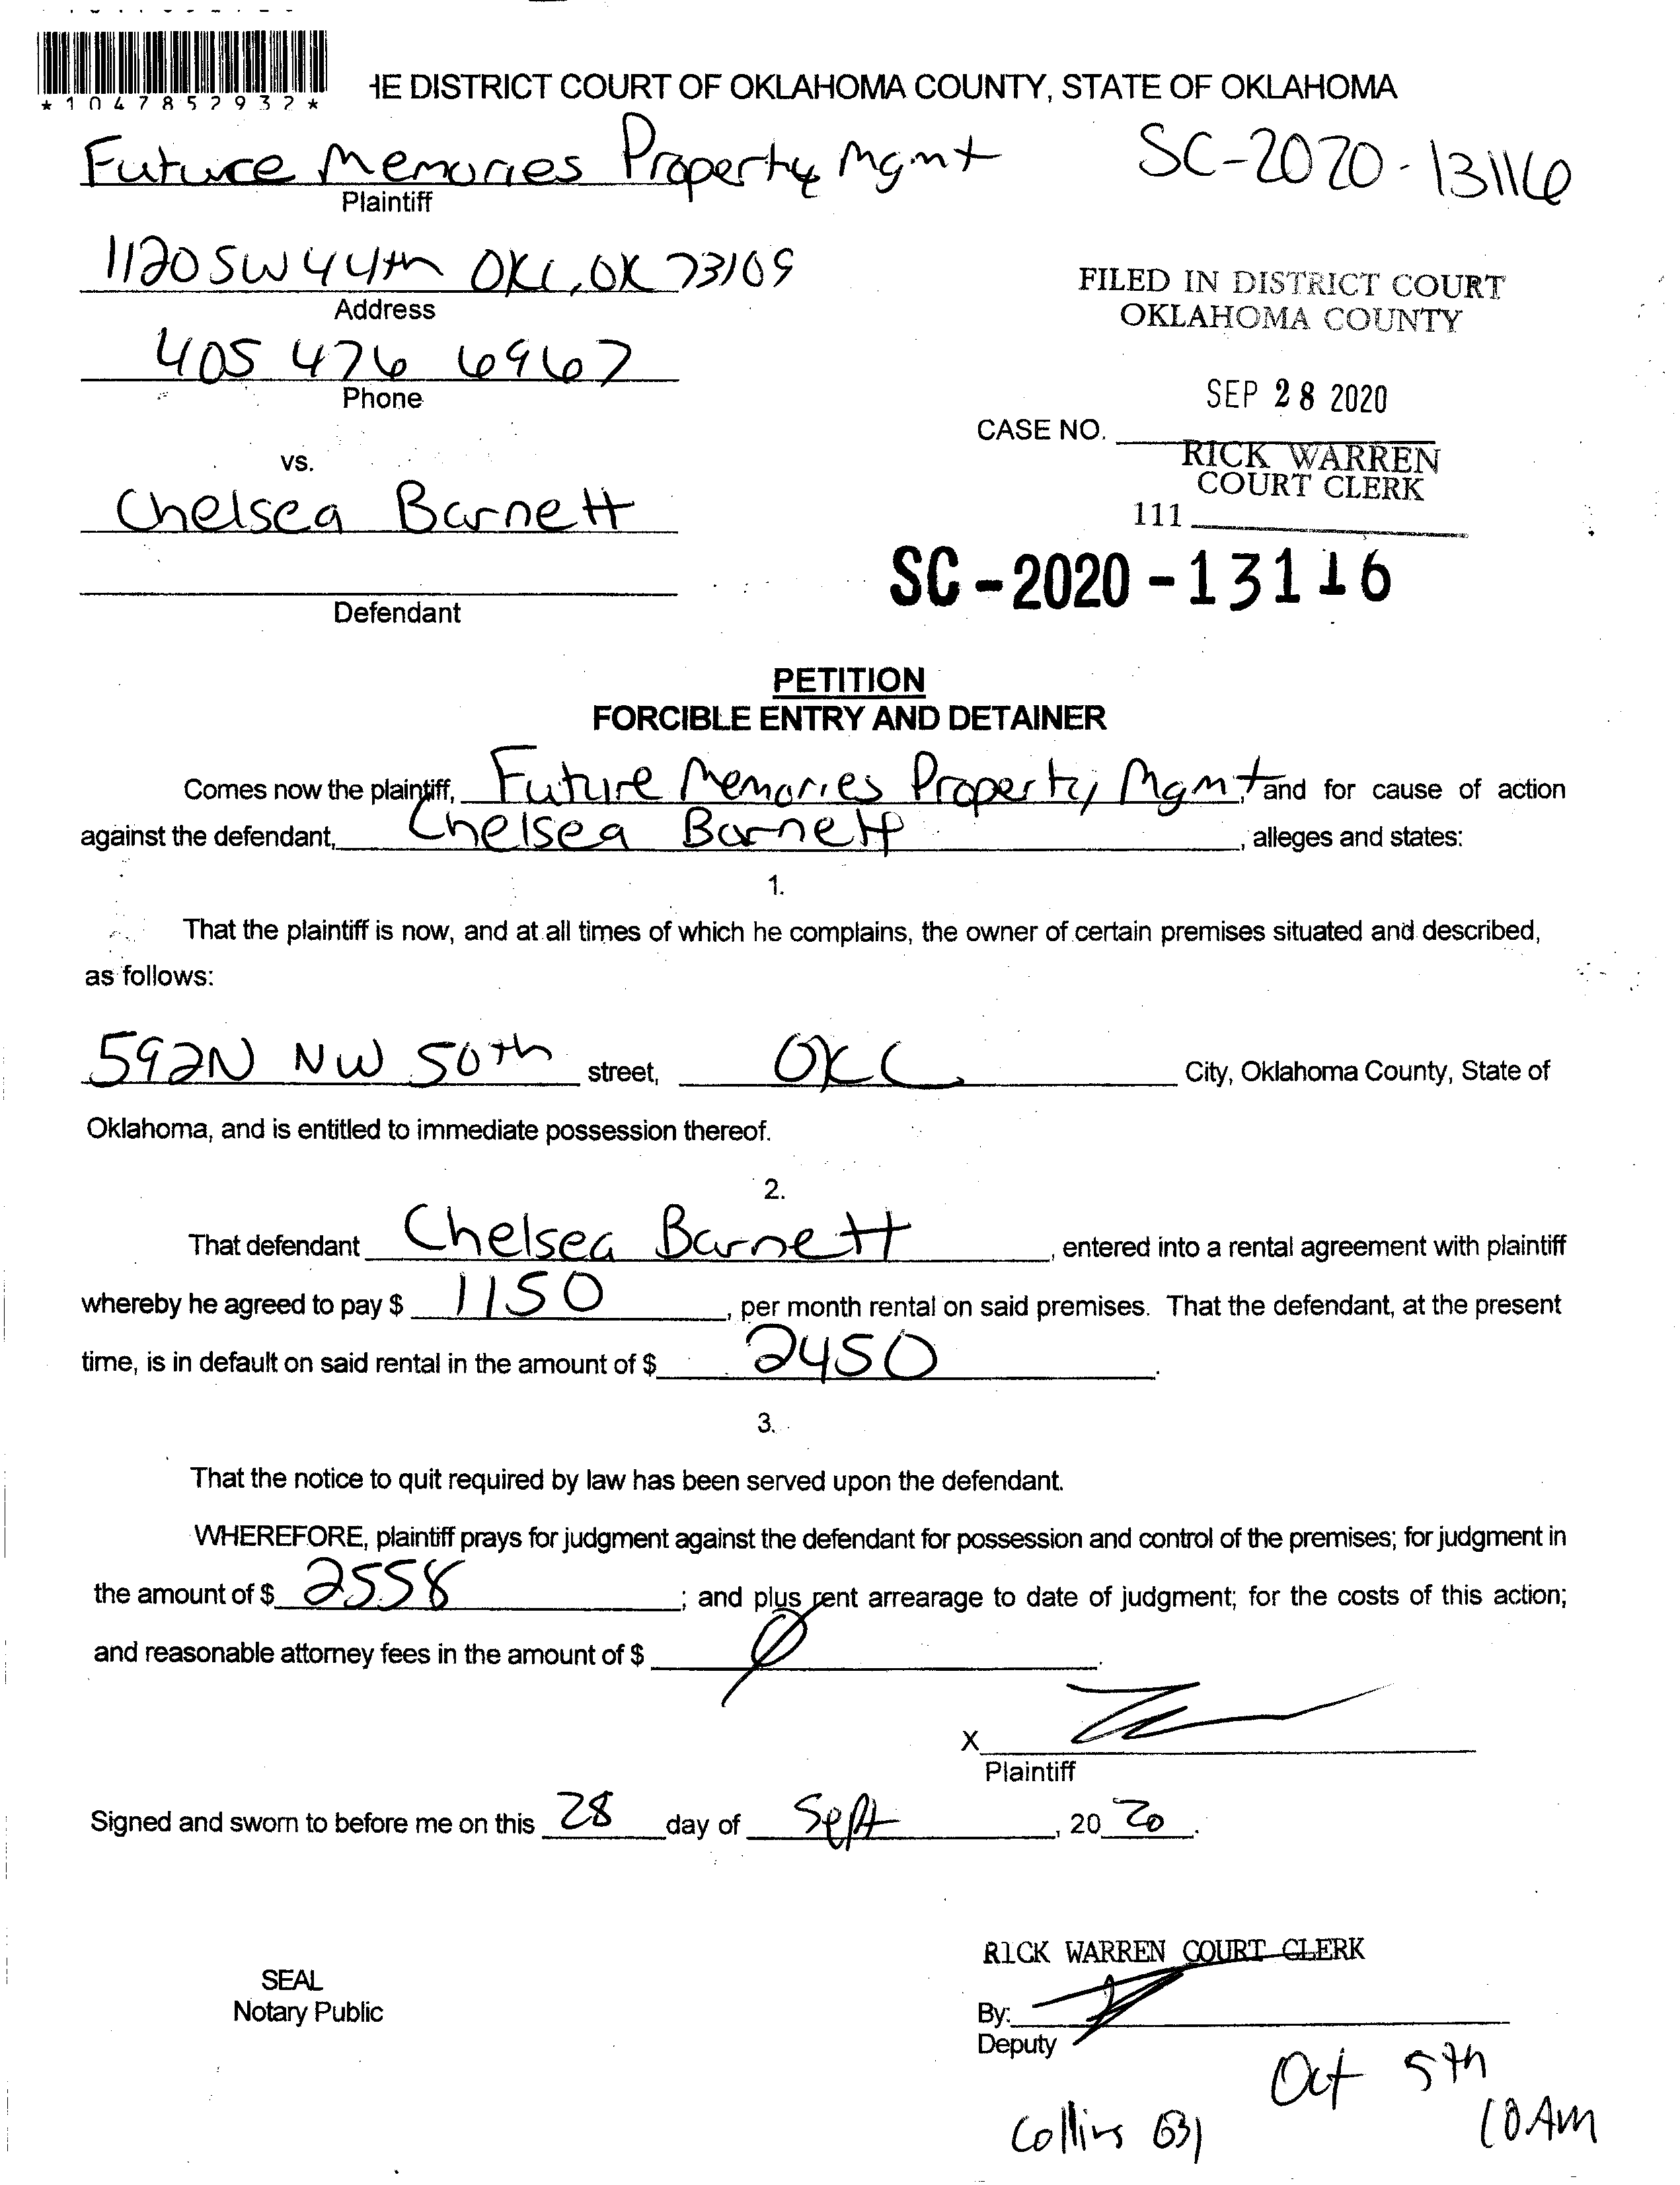 *1047852932*
HE DISTRICT COURT OF OKLAHOMA COUNTY, STATE OF OKLAHOMA
Future Memories Property Mgmt
SC-2020-13116
Plaintiff
1120 SW 44th OKC, OK 73109
Address
405 476 6967
Phone
FILED IN DISTRICT COURT
OKLAHOMA COUNTY
SEP 28 2020
CASE NO.
RICK WARREN
COURT CLERK
111
vs.
Chelsea Barnett
Defendant
SC-2020-13116
PETITION
FORCIBLE ENTRY AND DETAINER
Comes now the plaintiff, Future Memories Property Mgmt, and for cause of action
against the defendant, Chelsea Barnett, alleges and states:
1.
That the plaintiff is now, and at all times of which he complains, the owner of certain premises situated and described,
as follows:
592N NW 50th street, OKC City, Oklahoma County, State of
Oklahoma, and is entitled to immediate possession thereof.
2.
That defendant Chelsea Barnett, entered into a rental agreement with plaintiff
whereby he agreed to pay $ 1150, per month rental on said premises. That the defendant, at the present
time, is in default on said rental in the amount of $ 2450.
3.
That the notice to quit required by law has been served upon the defendant.
WHEREFORE, plaintiff prays for judgment against the defendant for possession and control of the premises; for judgment in
the amount of $ 2558; and plus rent arrearage to date of judgment; for the costs of this action;
and reasonable attorney fees in the amount of $ Ø.
X
Plaintiff
Signed and sworn to before me on this 28 day of Sept, 20 20.
RICK WARREN COURT CLERK
SEAL
Notary Public
By:
Deputy
Oct 5th
10 AM
Collins 631